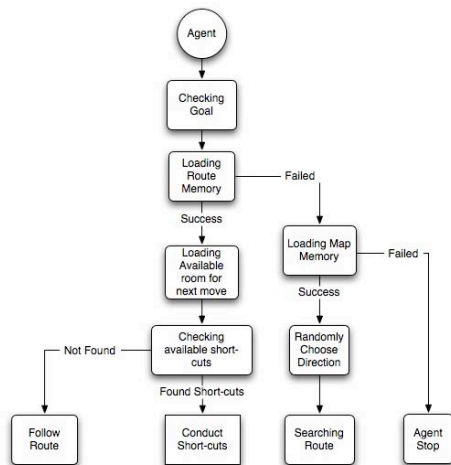 Agent
Checking
Goal
Loading
Route
Memory
Failed
Success
Loading
Available
room for
next move
Loading Map
Memory
Failed
Success
Checking
available short-
cuts
Not Found
Randomly
Choose
Direction
Found Short-cuts
Follow
Route
Conduct
Short-cuts
Searching
Route
Agent
Stop